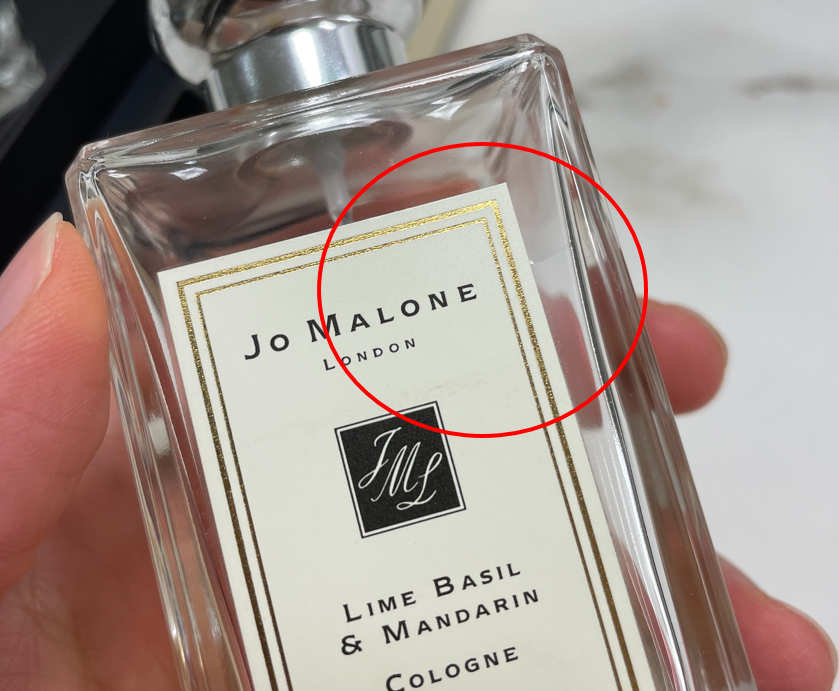 JO MALONE
LONDON
JML
LIME BASIL
& MANDARIN
COLOGNE